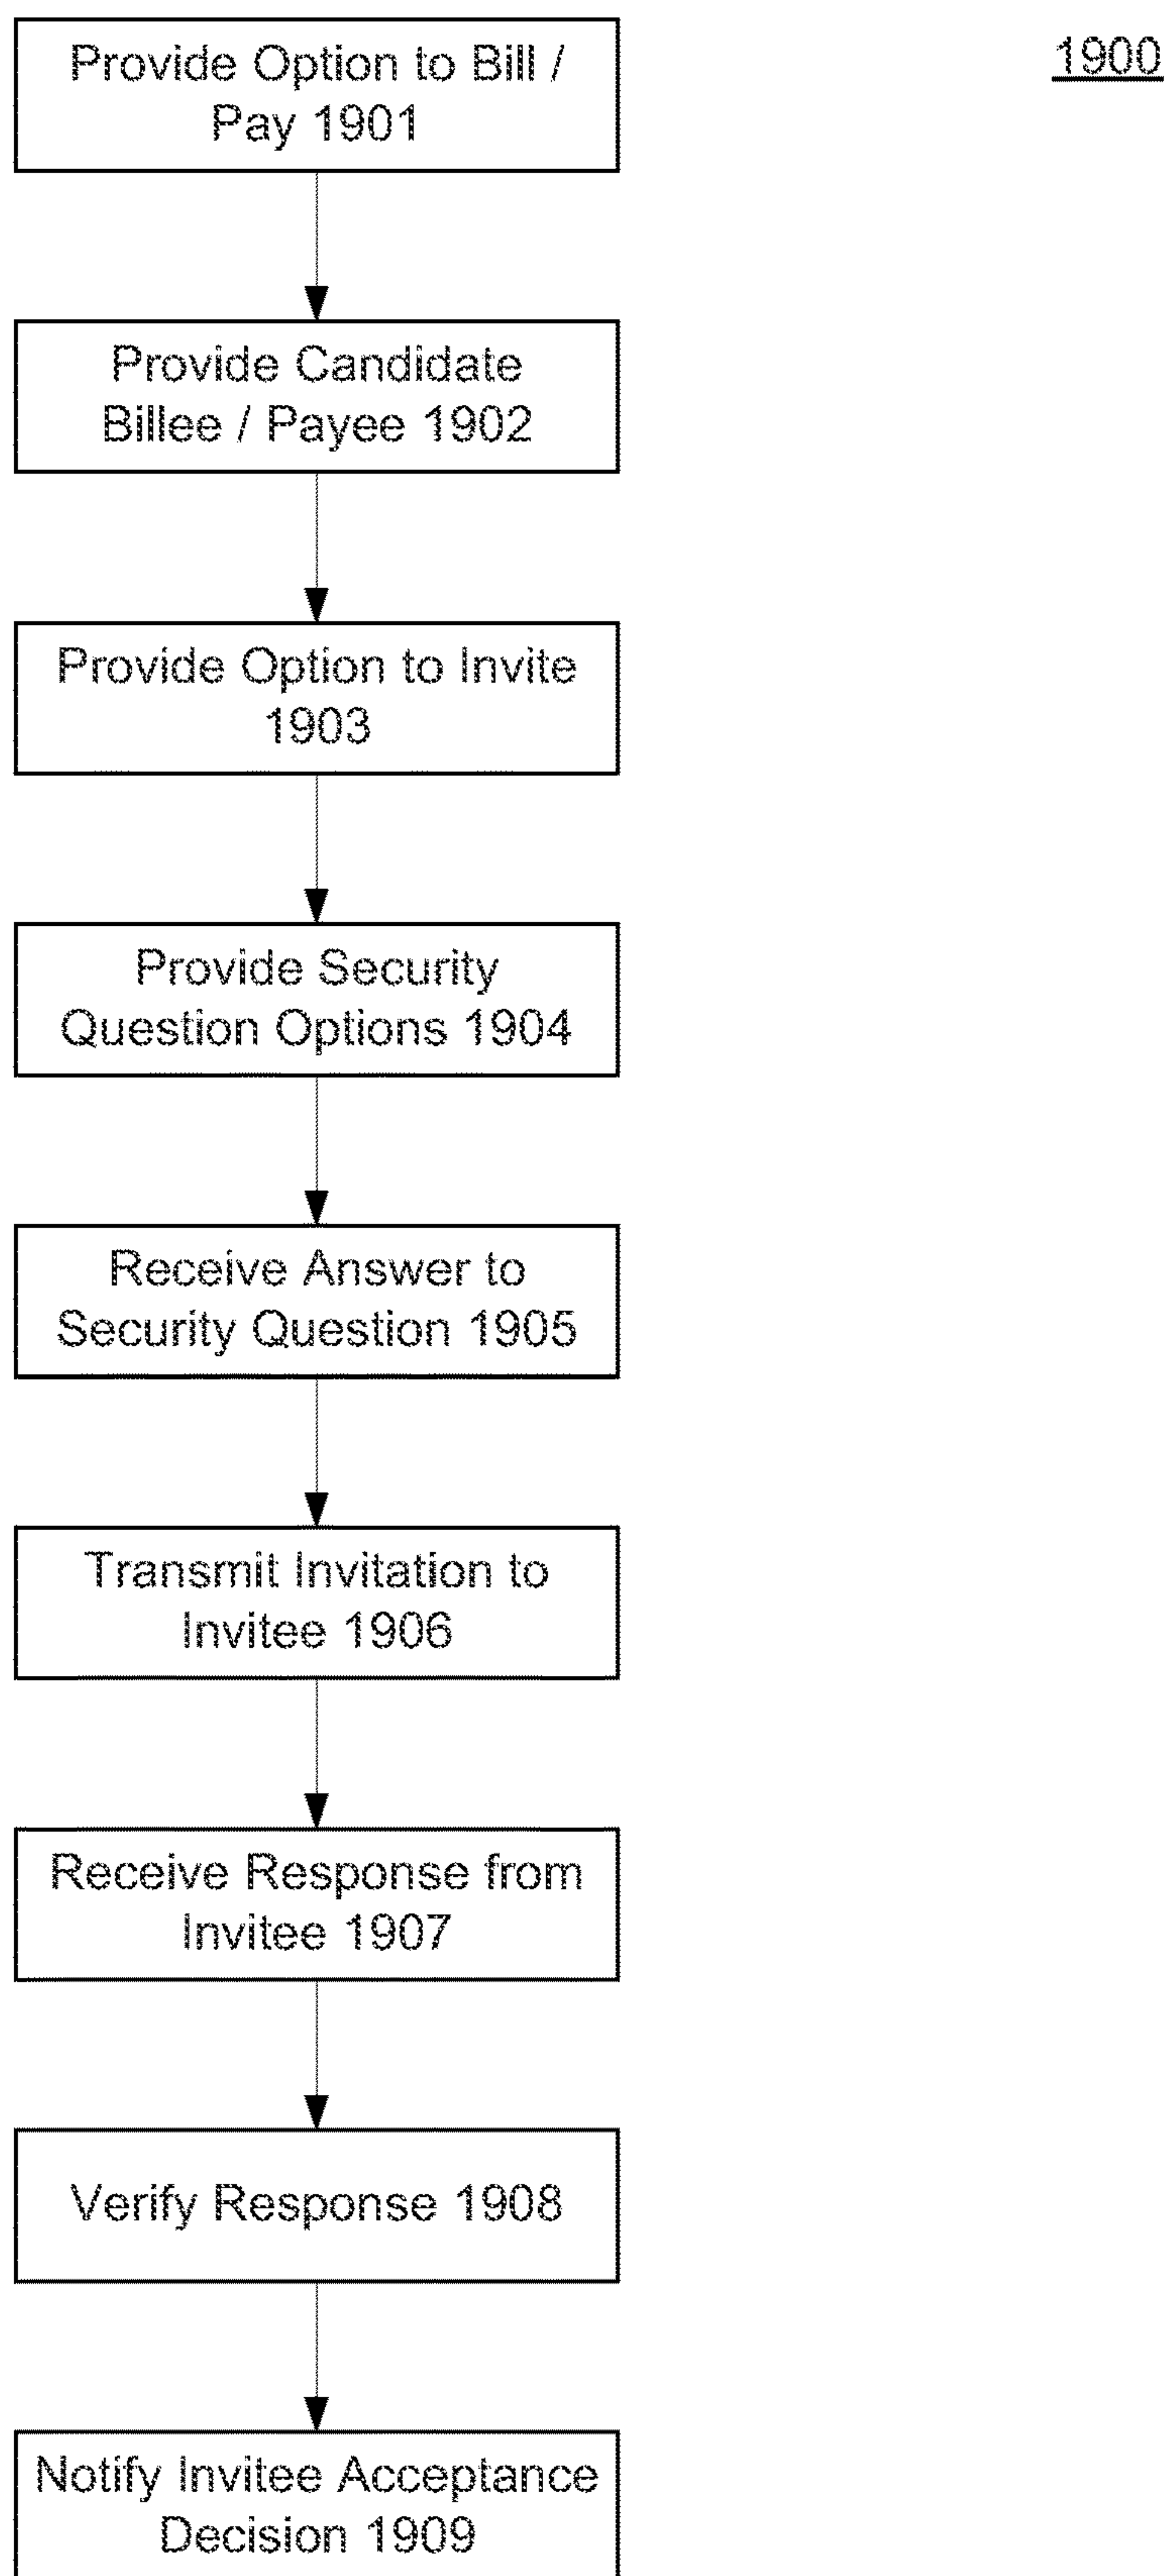 Provide Option to Bill /
Pay 1901
1900
Provide Candidate
Billee / Payee 1902
Provide Option to Invite
1903
Provide Security
Question Options 1904
Receive Answer to
Security Question 1905
Transmit Invitation to
Invitee 1906
Receive Response from
Invitee 1907
Verify Response 1908
Notify Invitee Acceptance
Decision 1909